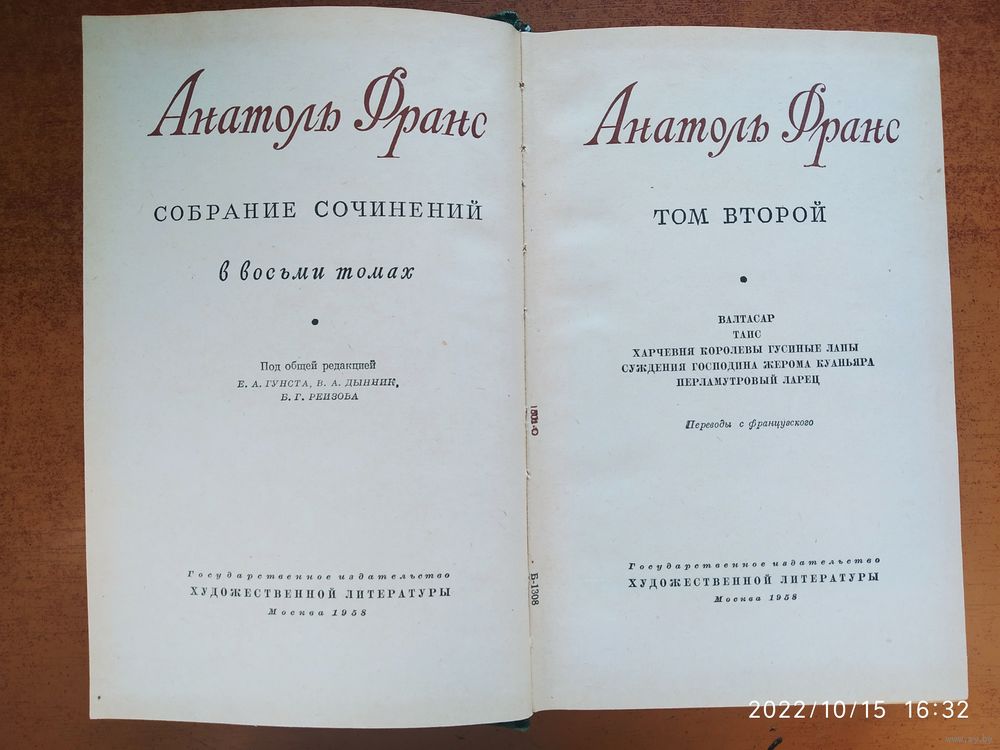 Анатоль Франс
СОБРАНИЕ СОЧИНЕНИЙ
в восьми томах
Под общей редакцией
Е. А. ГУНСТА, В. А. ДЫННИК,
Б. Г. РЕИЗОВА
Государственное издательство
ХУДОЖЕСТВЕННОЙ ЛИТЕРАТУРЫ
Москва 1958
Анатоль Франс
ТОМ ВТОРОЙ
ВАЛТАСАР
ТАИС
ХАРЧЕВНЯ КОРОЛЕВЫ ГУСИНЫЕ ЛАПЫ
СУЖДЕНИЯ ГОСПОДИНА ЖЕРОМА КУАНЬЯРА
ПЕРЛАМУТРОВЫЙ ЛАРЕЦ
Переводы с французского
Государственное издательство
ХУДОЖЕСТВЕННОЙ ЛИТЕРАТУРЫ
Москва 1958
Б-1308
2022/10/15 16:32